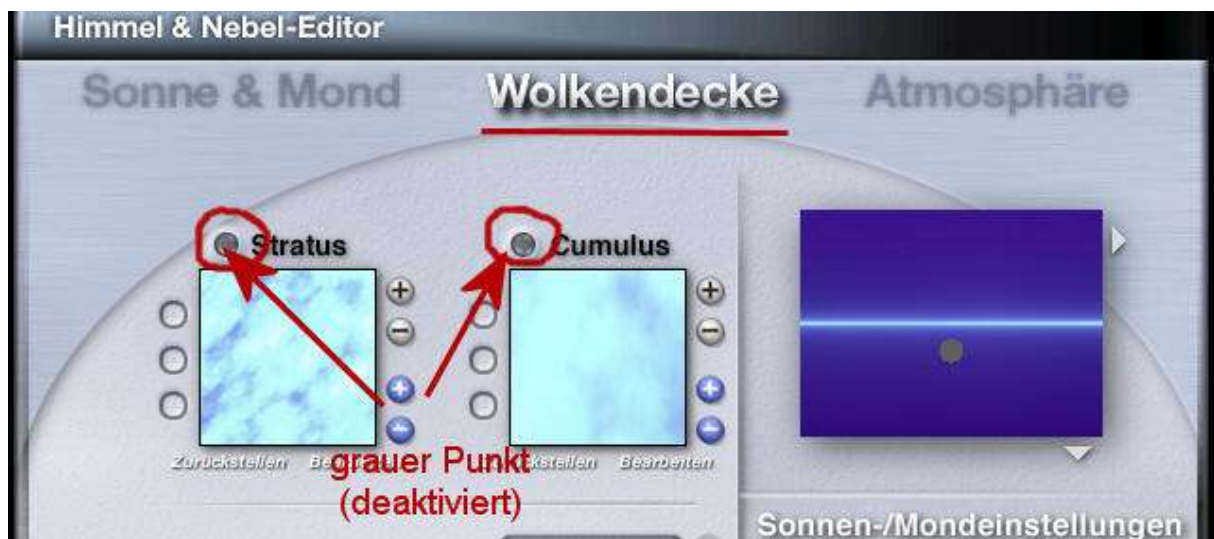 Himmel & Nebel-Editor
Sonne & Mond Wolkendecke Atmosphäre
Stratus Cumulus
Zurückstellen Bearbeiten
grauer Punkt
(deaktiviert)
Sonnen-/Mondeinstellungen